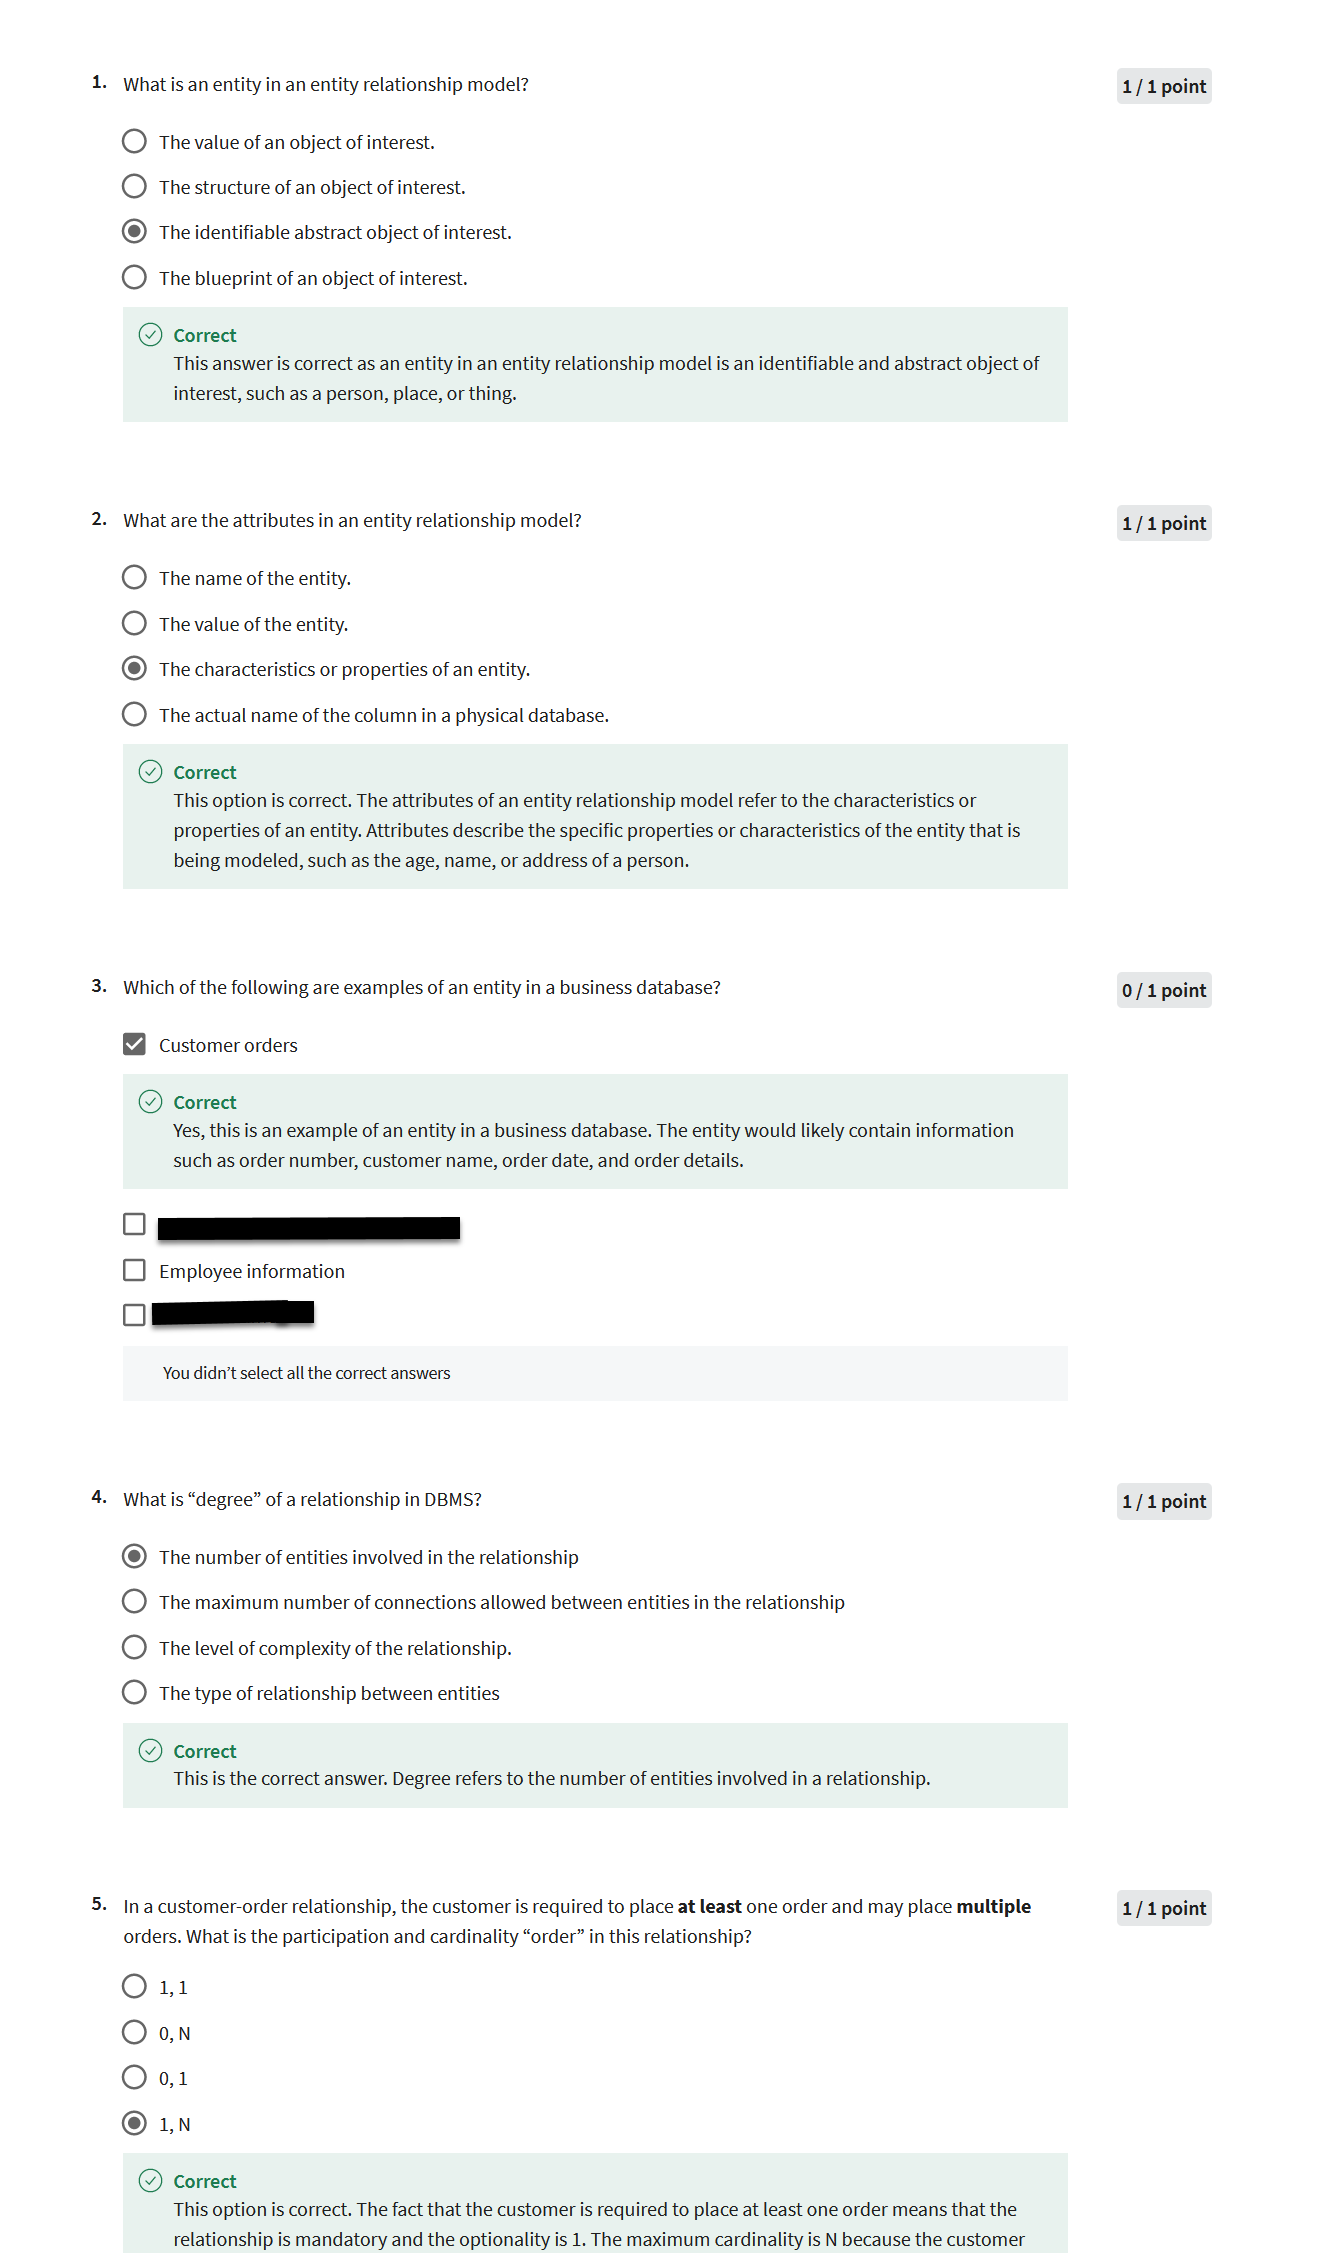 1. What is an entity in an entity relationship model?
1 / 1 point
The value of an object of interest.
The structure of an object of interest.
The identifiable abstract object of interest.
The blueprint of an object of interest.
Correct
This answer is correct as an entity in an entity relationship model is an identifiable and abstract object of
interest, such as a person, place, or thing.
2. What are the attributes in an entity relationship model?
1 / 1 point
The name of the entity.
The value of the entity.
The characteristics or properties of an entity.
The actual name of the column in a physical database.
Correct
This option is correct. The attributes of an entity relationship model refer to the characteristics or
properties of an entity. Attributes describe the specific properties or characteristics of the entity that is
being modeled, such as the age, name, or address of a person.
3. Which of the following are examples of an entity in a business database?
0 / 1 point
Customer orders
Correct
Yes, this is an example of an entity in a business database. The entity would likely contain information
such as order number, customer name, order date, and order details.
Employee information
You didn’t select all the correct answers
4. What is “degree” of a relationship in DBMS?
1 / 1 point
The number of entities involved in the relationship
The maximum number of connections allowed between entities in the relationship
The level of complexity of the relationship.
The type of relationship between entities
Correct
This is the correct answer. Degree refers to the number of entities involved in a relationship.
5. In a customer-order relationship, the customer is required to place at least one order and may place multiple
orders. What is the participation and cardinality “order” in this relationship?
1 / 1 point
1, 1
0, N
0, 1
1, N
Correct
This option is correct. The fact that the customer is required to place at least one order means that the
relationship is mandatory and the optionality is 1. The maximum cardinality is N because the customer